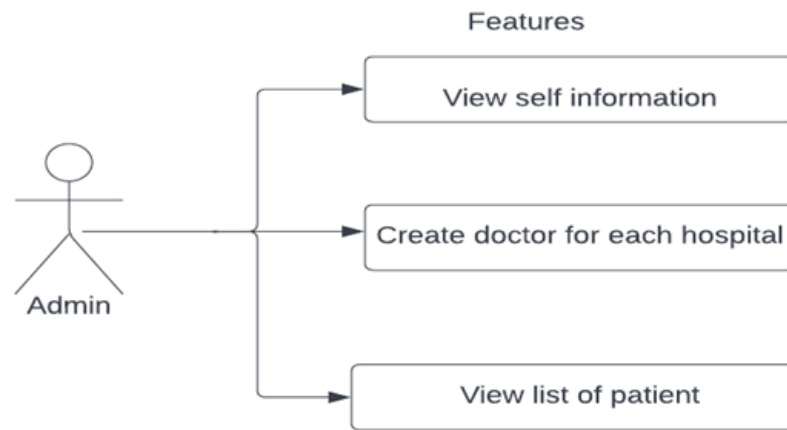 Features
View self information
Create doctor for each hospital
Admin
View list of patient